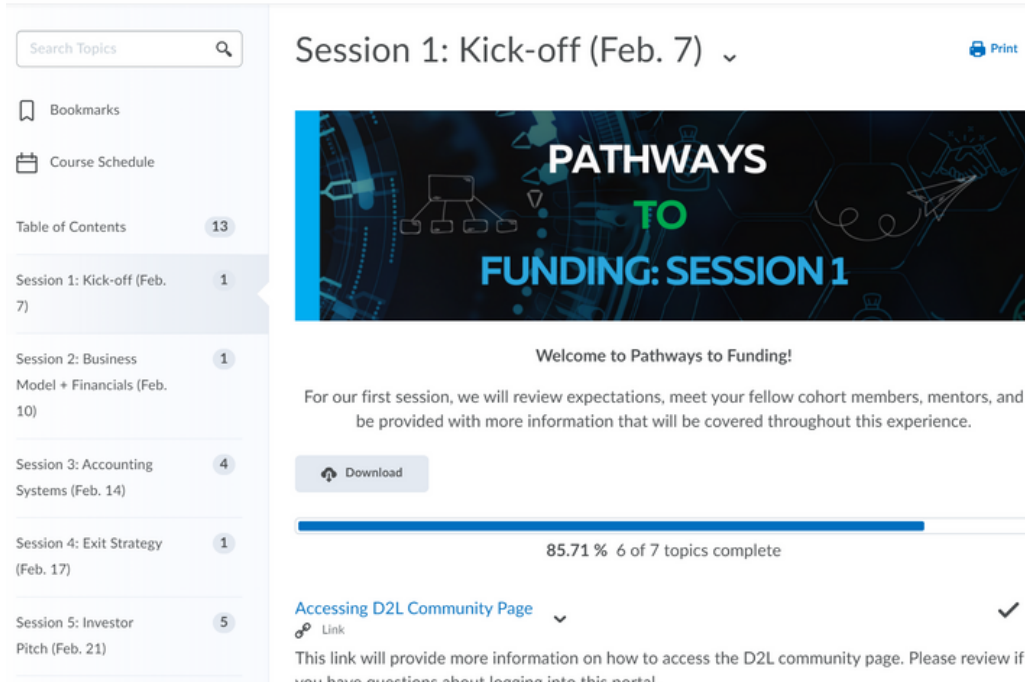 Search Topics
Bookmarks
Course Schedule
Table of Contents 13
Session 1: Kick-off (Feb. 1
7)
Session 2: Business 1
Model + Financials (Feb.
10)
Session 3: Accounting 4
Systems (Feb. 14)
Session 4: Exit Strategy 1
(Feb. 17)
Session 5: Investor 5
Pitch (Feb. 21)
Session 1: Kick-off (Feb. 7)
Print
PATHWAYS
TO
FUNDING: SESSION 1
Welcome to Pathways to Funding!
For our first session, we will review expectations, meet your fellow cohort members, mentors, and
be provided with more information that will be covered throughout this experience.
Download
85.71 % 6 of 7 topics complete
Accessing D2L Community Page
Link
This link will provide more information on how to access the D2L community page. Please review if
you have questions about logging into this portal